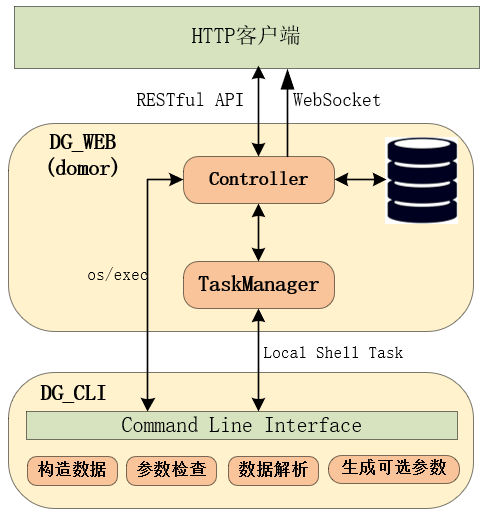 HTTP客户端
RESTful API
WebSocket
DG_WEB
(domor)
Controller
os/exec
TaskManager
Local Shell Task
DG_CLI
Command Line Interface
构造数据
参数检查
数据解析
生成可选参数